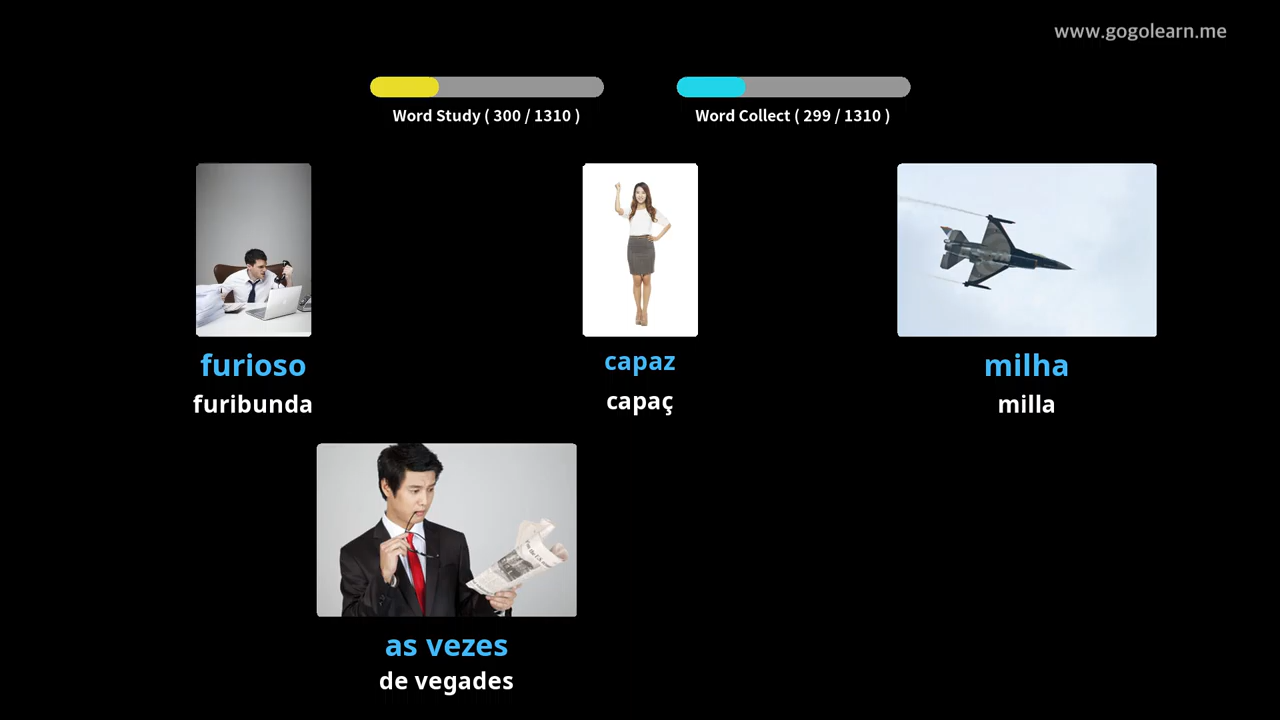 www.gogolearn.me
Word Study ( 300 / 1310 )
Word Collect ( 299 / 1310 )
furioso
furibunda
capaz
capaç
milha
milla
as vezes
de vegades